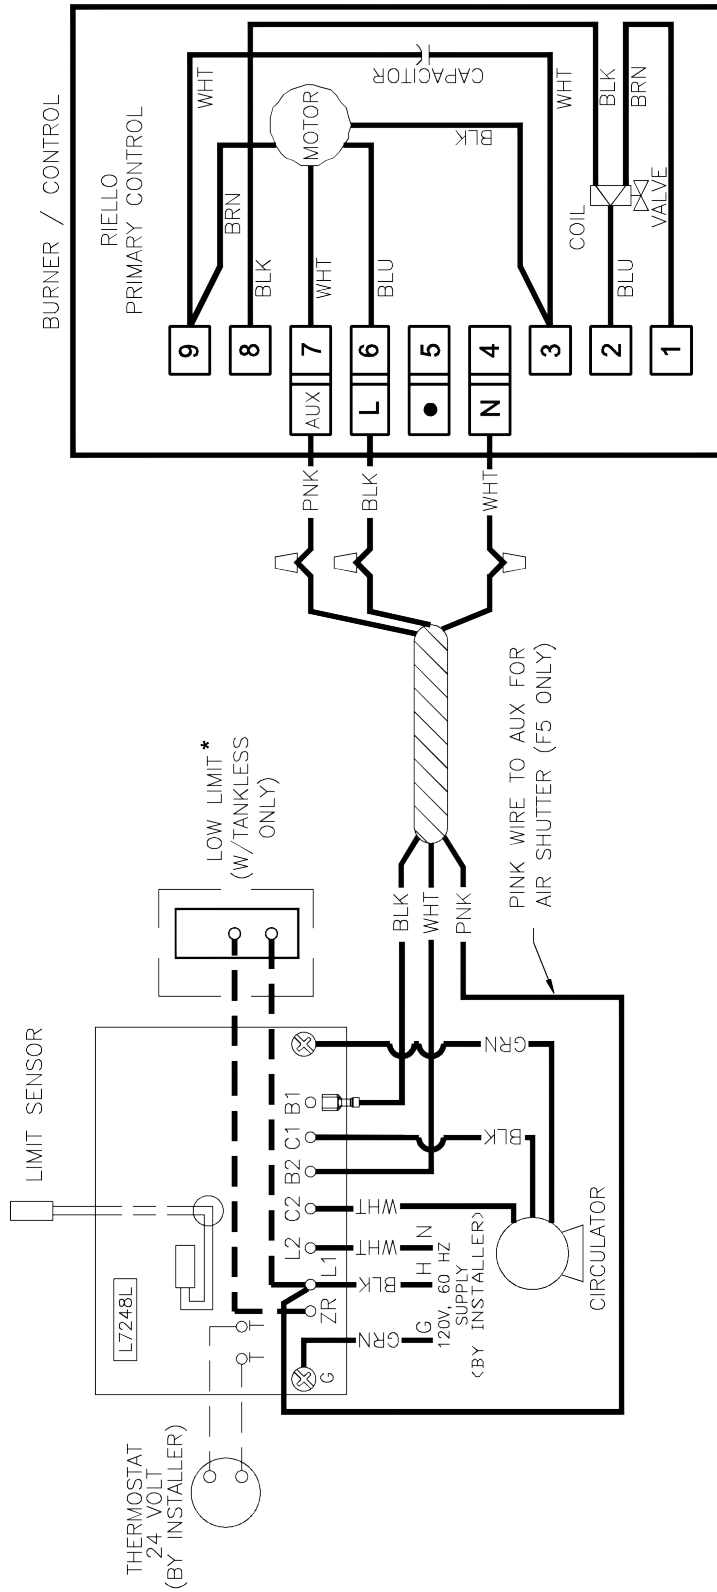 BURNER / CONTROL
RIELLO
PRIMARY CONTROL
WHT
BRN
BLK
WHT
BLU
MOTOR
CAPACITOR
BLK
WHT
BLK
BRN
COIL
VALVE
BLU
9
8
7
6
5
4
3
2
1
AUX
L
●
N
PNK
BLK
WHT
LOW LIMIT*
(W/TANKLESS
ONLY)
BLK
WHT
PNK
PINK WIRE TO AUX FOR
AIR SHUTTER (F5 ONLY)
LIMIT SENSOR
L7248L
B1
C1
B2
C2
L2
L1
ZR
T
T
G
GRN
BLK
WHT
WHT
BLK
GRN
N
H
G
120V, 60 HZ
SUPPLY
(BY INSTALLER)
CIRCULATOR
THERMOSTAT
24 VOLT
(BY INSTALLER)